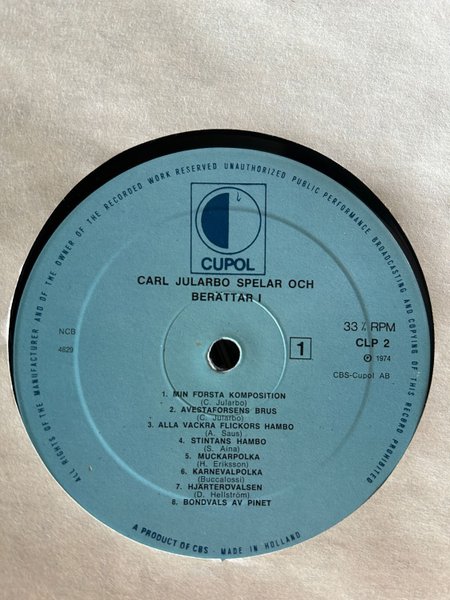 ALL RIGHTS OF THE MANUFACTURER AND OF THE OWNER OF THE RECORDED WORK RESERVED UNAUTHORIZED PUBLIC PERFORMANCE BROADCASTING AND COPYING OF THIS RECORD PROHIBITED
CUPOL
CARL JULARBO SPELAR OCH
BERÄTTAR I
NCB
4629
33⅓ RPM
1
CLP 2
℗ 1974
CBS-Cupol AB
1. MIN FÖRSTA KOMPOSITION
(C. Jularbo)
2. AVESTAFORSENS BRUS
(C. Jularbo)
3. ALLA VACKRA FLICKORS HAMBO
(A. Saus)
4. STINTANS HAMBO
(S. Aina)
5. MUCKARPOLKA
(H. Eriksson)
6. KARNEVALPOLKA
(Buccalossi)
7. HJÄRTERÖVALSEN
(D. Hellström)
8. BONDVALS AV PINET
A PRODUCT OF CBS - MADE IN HOLLAND